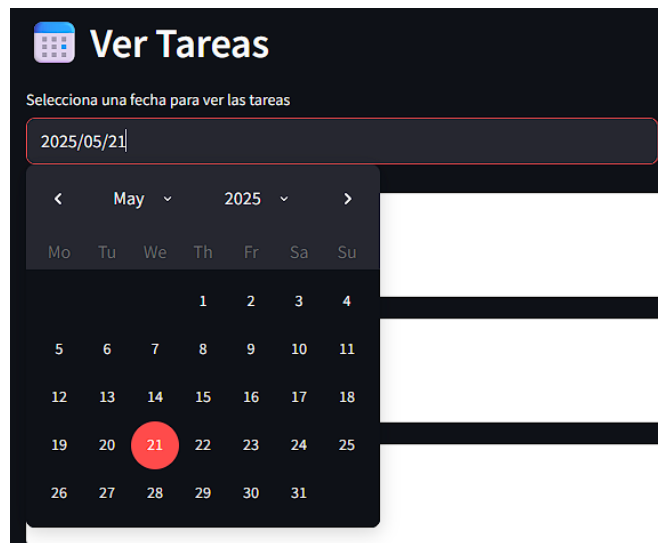 Ver Tareas
Selecciona una fecha para ver las tareas
2025/05/21
May 2025
Mo Tu We Th Fr Sa Su
1 2 3 4
5 6 7 8 9 10 11
12 13 14 15 16 17 18
19 20 21 22 23 24 25
26 27 28 29 30 31